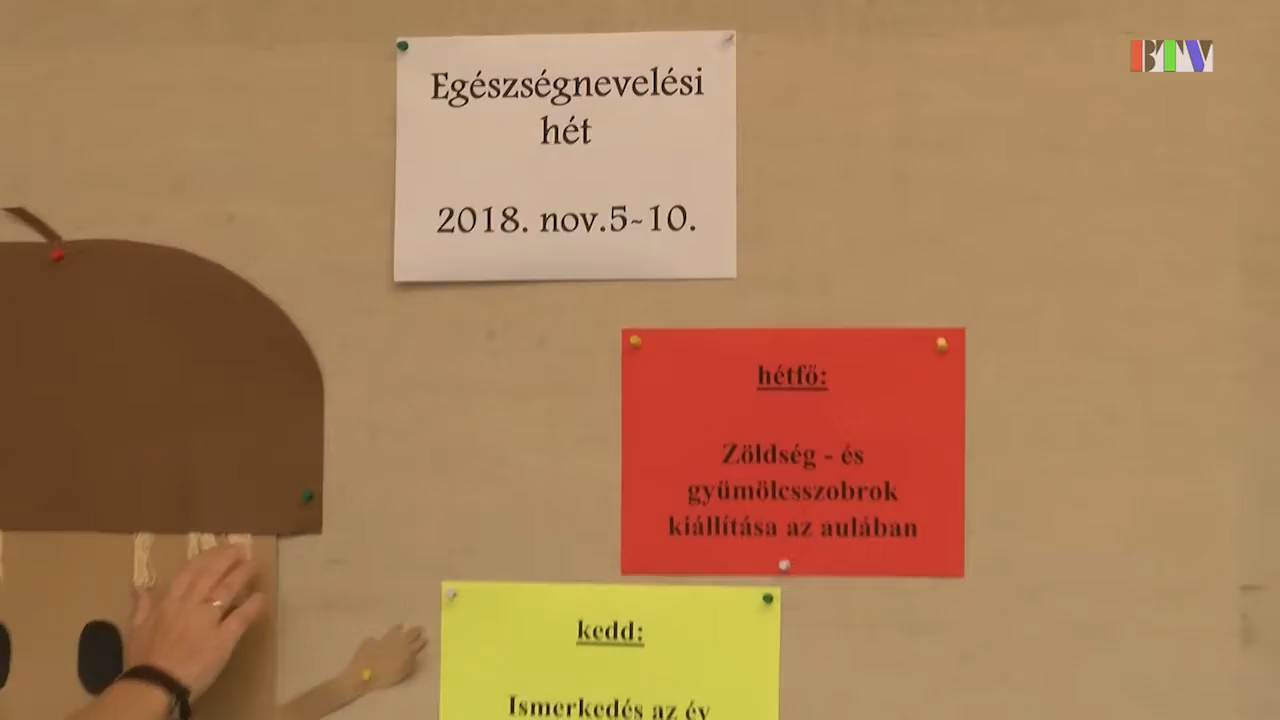 BTV
Egészségnevelési
hét
2018. nov.5~10.
hétfő:
Zöldség - és
gyümölcsszobrok
kiállítása az aulában
kedd:
Ismerkedés az év